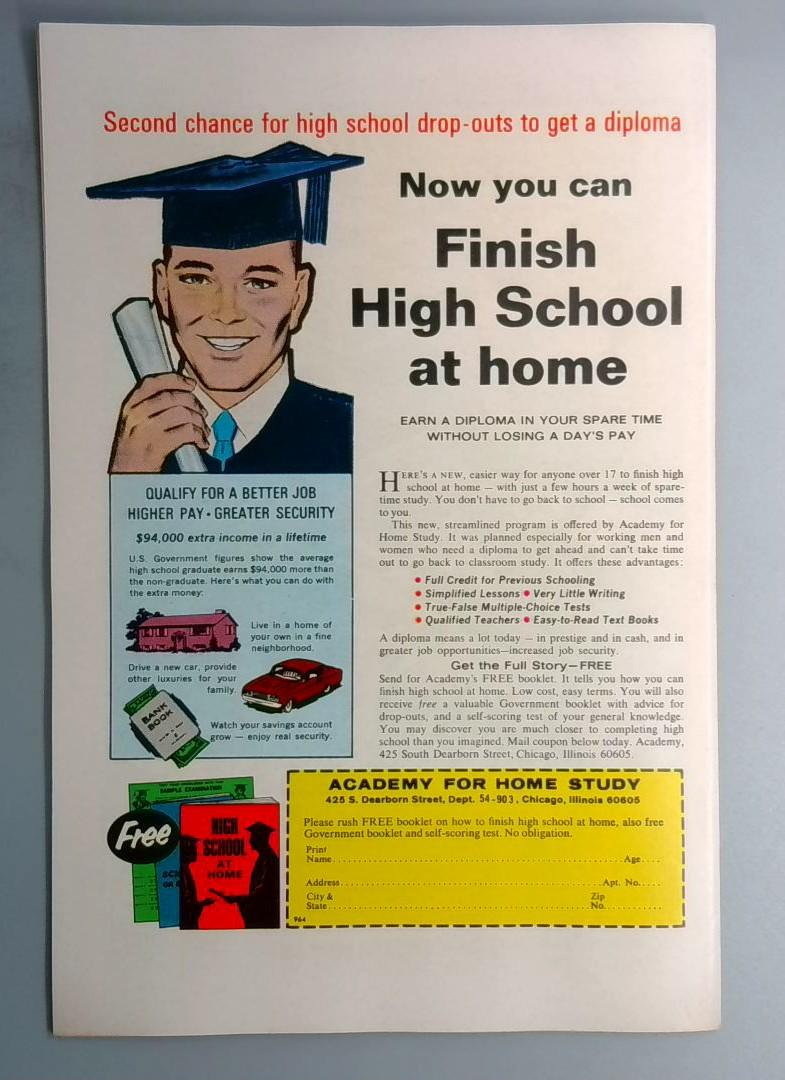 Second chance for high school drop-outs to get a diploma
Now you can
Finish
High School
at home
EARN A DIPLOMA IN YOUR SPARE TIME
WITHOUT LOSING A DAY'S PAY
HERE'S A NEW, easier way for anyone over 17 to finish high
school at home — with just a few hours a week of spare-
time study. You don't have to go back to school — school comes
to you.
This new, streamlined program is offered by Academy for
Home Study. It was planned especially for working men and
women who need a diploma to get ahead and can't take time
out to go back to classroom study. It offers these advantages:
• Full Credit for Previous Schooling
• Simplified Lessons • Very Little Writing
• True-False Multiple-Choice Tests
• Qualified Teachers • Easy-to-Read Text Books
A diploma means a lot today — in prestige and in cash, and in
greater job opportunities—increased job security.
Get the Full Story—FREE
Send for Academy's FREE booklet. It tells you how you can
finish high school at home. Low cost, easy terms. You will also
receive free a valuable Government booklet with advice for
drop-outs, and a self-scoring test of your general knowledge.
You may discover you are much closer to completing high
school than you imagined. Mail coupon below today. Academy,
425 South Dearborn Street, Chicago, Illinois 60605.
QUALIFY FOR A BETTER JOB
HIGHER PAY • GREATER SECURITY
$94,000 extra income in a lifetime
U.S. Government figures show the average
high school graduate earns $94,000 more than
the non-graduate. Here's what you can do with
the extra money:
Live in a home of
your own in a fine
neighborhood.
Drive a new car, provide
other luxuries for your
family.
BANK
BOOK
Watch your savings account
grow — enjoy real security.
SAMPLE EXAMINATION
Free
HIGH
SCHOOL
AT
HOME
ACADEMY FOR HOME STUDY
425 S. Dearborn Street, Dept. 54-903, Chicago, Illinois 60605
Please rush FREE booklet on how to finish high school at home, also free
Government booklet and self-scoring test. No obligation.
Print
Name Age
Address Apt. No.
City & Zip
State No.
964